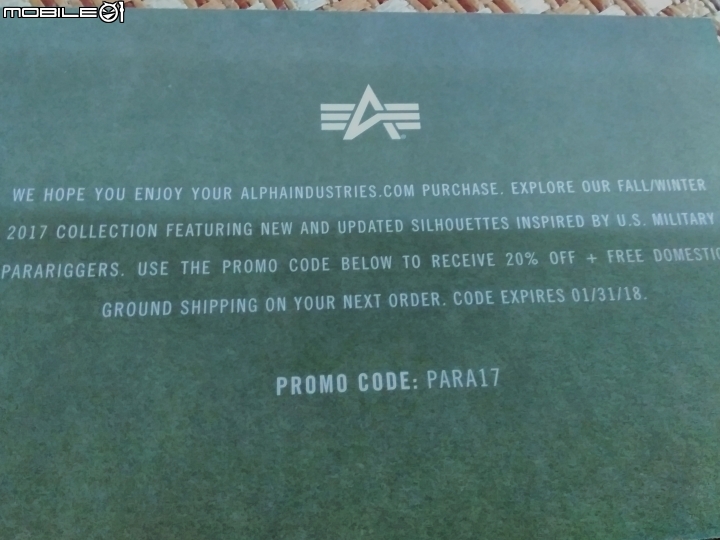 MOBILE01
WE HOPE YOU ENJOY YOUR ALPHAINDUSTRIES.COM PURCHASE. EXPLORE OUR FALL/WINTER
2017 COLLECTION FEATURING NEW AND UPDATED SILHOUETTES INSPIRED BY U.S. MILITARY
PARARIGGERS. USE THE PROMO CODE BELOW TO RECEIVE 20% OFF + FREE DOMESTIC
GROUND SHIPPING ON YOUR NEXT ORDER. CODE EXPIRES 01/31/18.
PROMO CODE: PARA17